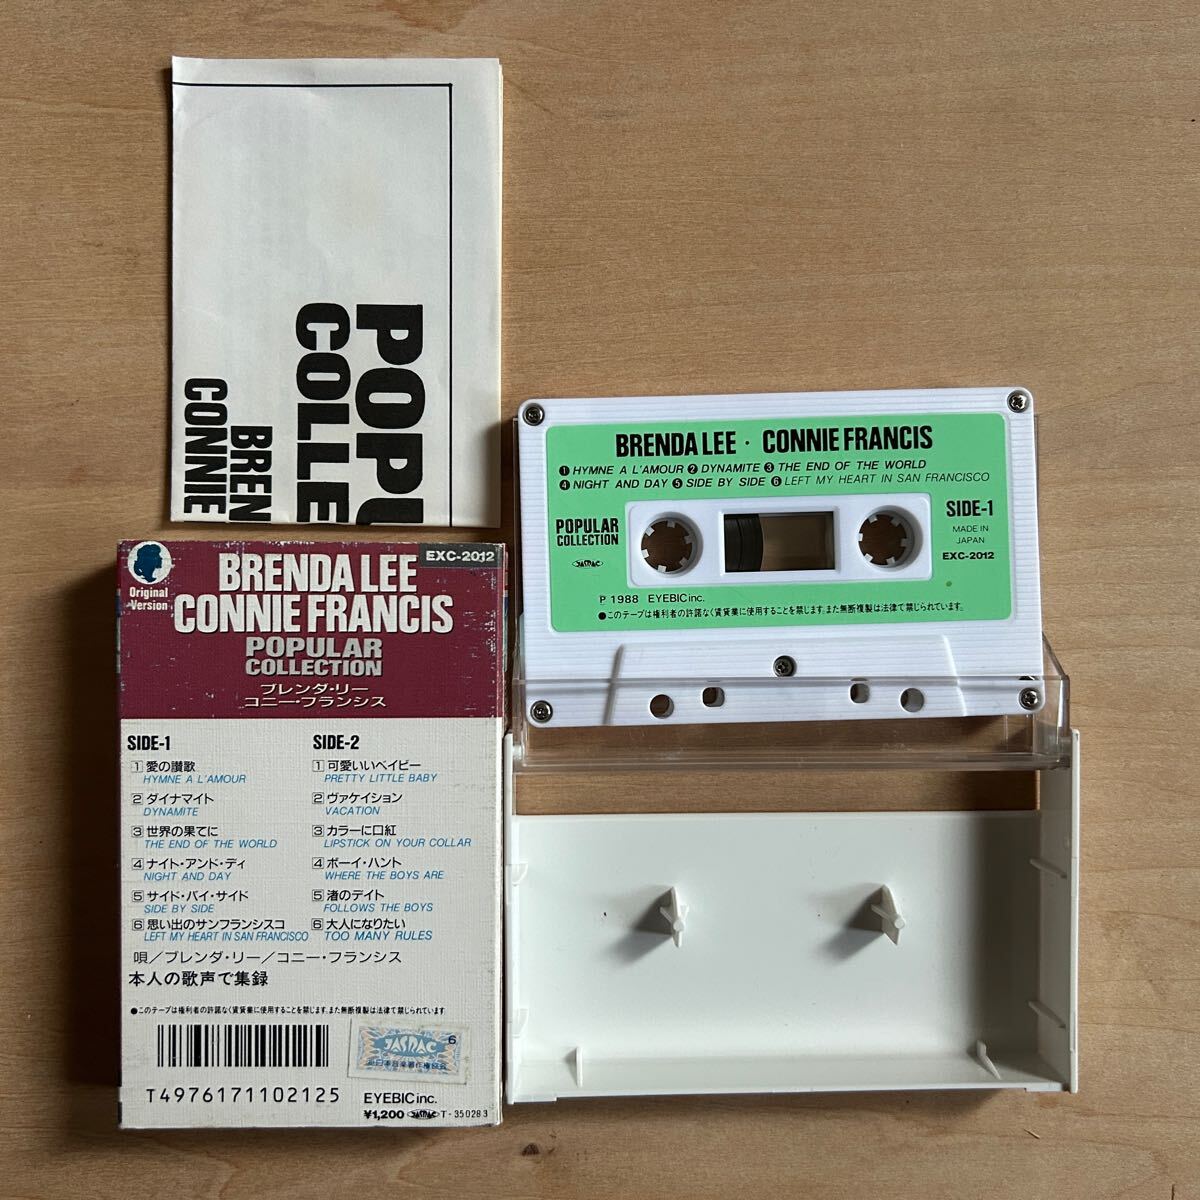 POPU
COLLE
BREN
CONNIE
BRENDA LEE · CONNIE FRANCIS
❶ HYMNE A L'AMOUR ❷ DYNAMITE ❸ THE END OF THE WORLD
❹ NIGHT AND DAY ❺ SIDE BY SIDE ❻ LEFT MY HEART IN SAN FRANCISCO
POPULAR
COLLECTION
JASRAC
SIDE-1
MADE IN
JAPAN
EXC-2012
℗ 1988 EYEBIC inc.
●このテープは権利者の許諾なく賃貸業に使用することを禁じます。また無断複製は法律で禁じられています。
Original
Version
EXC-2012
BRENDA LEE
CONNIE FRANCIS
POPULAR
COLLECTION
ブレンダ・リー
コニー・フランシス
SIDE-1
1 愛の讃歌
HYMNE A L'AMOUR
2 ダイナマイト
DYNAMITE
3 世界の果てに
THE END OF THE WORLD
4 ナイト・アンド・ディ
NIGHT AND DAY
5 サイド・バイ・サイド
SIDE BY SIDE
6 思い出のサンフランシスコ
LEFT MY HEART IN SAN FRANCISCO
SIDE-2
1 可愛いいベイビー
PRETTY LITTLE BABY
2 ヴァケイション
VACATION
3 カラーに口紅
LIPSTICK ON YOUR COLLAR
4 ボーイ・ハント
WHERE THE BOYS ARE
5 渚のデイト
FOLLOWS THE BOYS
6 大人になりたい
TOO MANY RULES
唄／ブレンダ・リー／コニー・フランシス
本人の歌声で集録
●このテープは権利者の許諾なく賃貸業に使用することを禁じます。また無断複製は法律で禁じられています。
JASRAC
6
T4976171102125
EYEBIC inc.
¥1,200 JASRAC T-350283